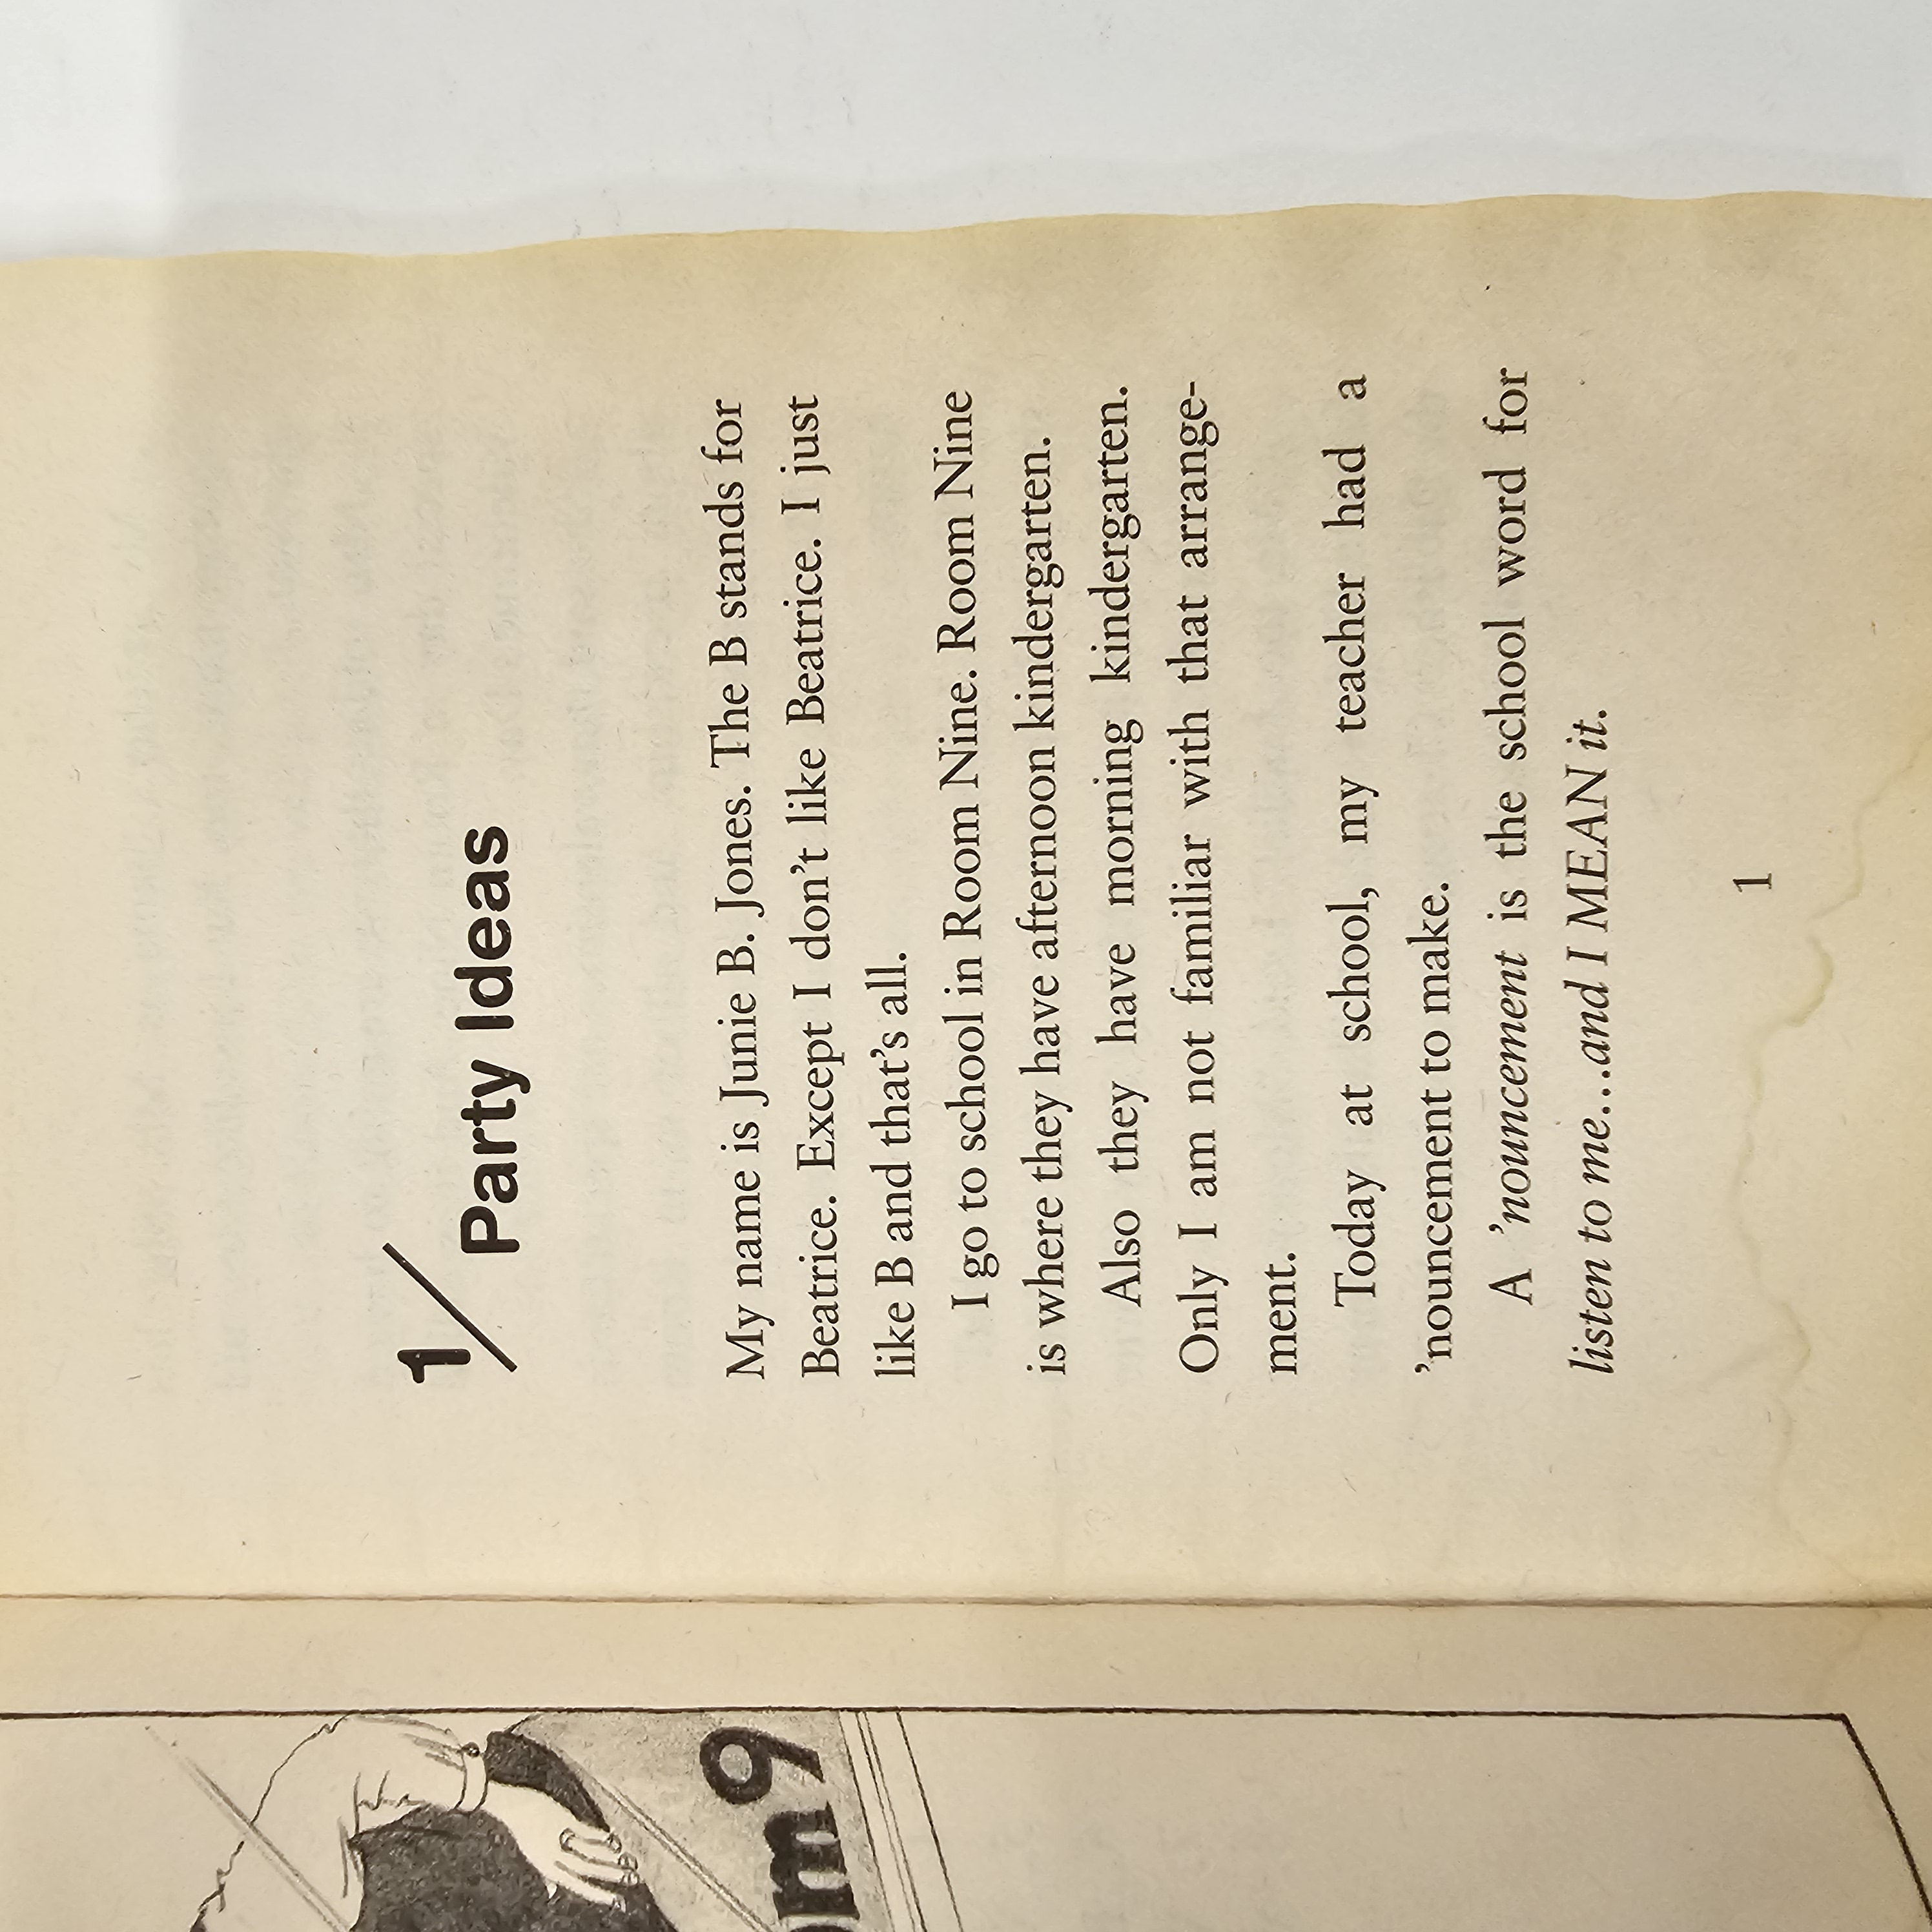 om9
1/ Party Ideas
My name is Junie B. Jones. The B stands for
Beatrice. Except I don’t like Beatrice. I just
like B and that’s all.
I go to school in Room Nine. Room Nine
is where they have afternoon kindergarten.
Also they have morning kindergarten.
Only I am not familiar with that arrange-
ment.
Today at school, my teacher had a
’nouncement to make.
A ’nouncement is the school word for
listen to me...and I MEAN it.
1